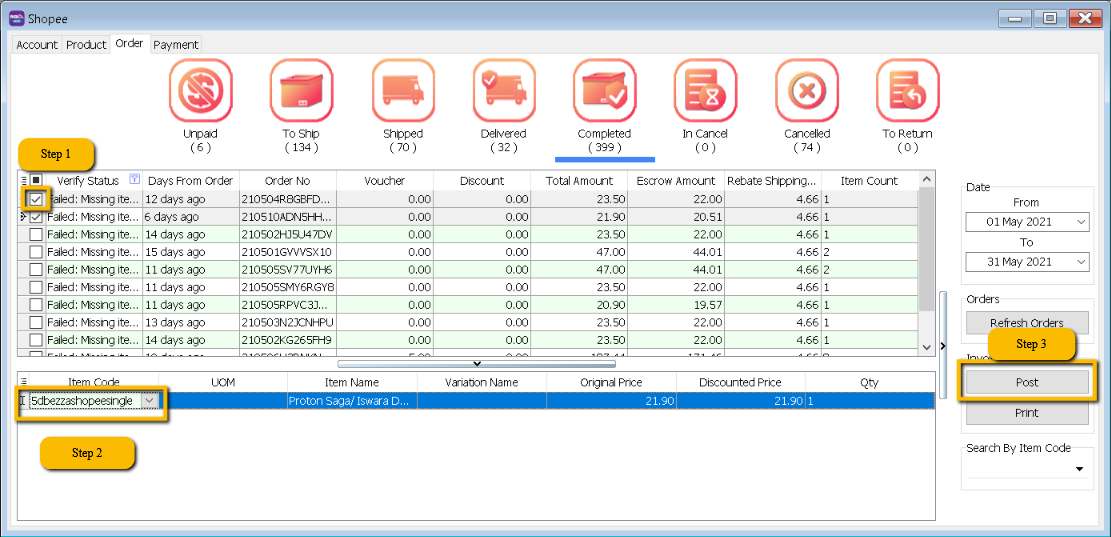 Shopee
Account Product Order Payment
Unpaid To Ship Shipped Delivered Completed In Cancel Cancelled To Return
( 6 ) ( 134 ) ( 70 ) ( 32 ) ( 399 ) ( 0 ) ( 74 ) ( 0 )
Step 1
Verify Status Days From Order Order No Voucher Discount Total Amount Escrow Amount Rebate Shipping... Item Count
Failed: Missing ite... 12 days ago 210504R8GBFD... 0.00 0.00 23.50 22.00 4.66 1
Failed: Missing ite... 6 days ago 210510ADN5HH... 0.00 0.00 21.90 20.51 4.66 1
Failed: Missing ite... 14 days ago 210502HJ5U47DV 0.00 0.00 23.50 22.00 4.66 1
Failed: Missing ite... 15 days ago 210501GVVVSX10 0.00 0.00 47.00 44.01 4.66 2
Failed: Missing ite... 11 days ago 210505SV77UYH6 0.00 0.00 47.00 44.01 4.66 2
Failed: Missing ite... 11 days ago 210505SMY6RGY8 0.00 0.00 23.50 22.00 4.66 1
Failed: Missing ite... 11 days ago 210505RPVC3J... 0.00 0.00 20.90 19.57 4.66 1
Failed: Missing ite... 13 days ago 210503N2JCNHPU 0.00 0.00 23.50 22.00 4.66 1
Failed: Missing ite... 14 days ago 210502KG265FH9 0.00 0.00 23.50 22.00 4.66 1
Date
From
01 May 2021
To
31 May 2021
Orders
Refresh Orders
Step 3
Post
Print
Search By Item Code
Item Code UOM Item Name Variation Name Original Price Discounted Price Qty
5dbezzashopeesingle Proton Saga/ Iswara D... 21.90 21.90 1
Step 2